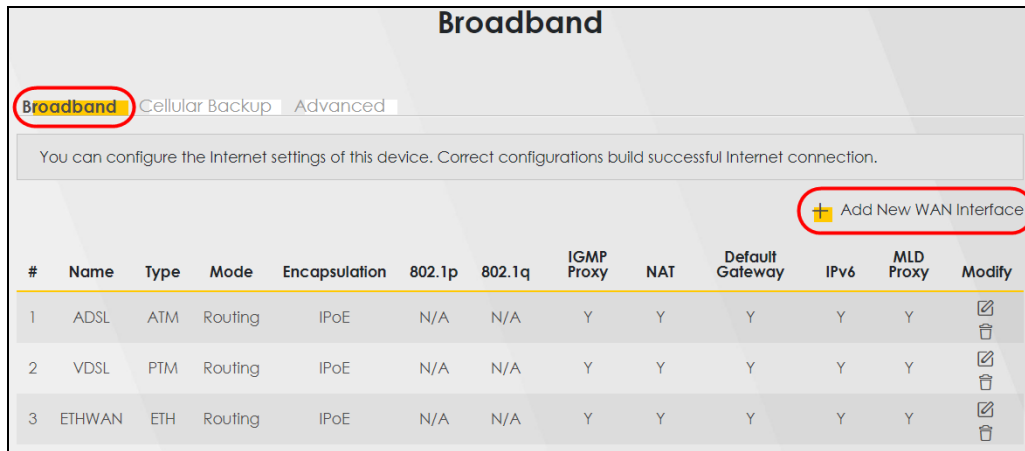 Broadband
Broadband Cellular Backup Advanced
You can configure the Internet settings of this device. Correct configurations build successful Internet connection.
+ Add New WAN Interface
# Name Type Mode Encapsulation 802.1p 802.1q IGMP Proxy NAT Default Gateway IPv6 MLD Proxy Modify
1 ADSL ATM Routing IPoE N/A N/A Y Y Y Y Y
2 VDSL PTM Routing IPoE N/A N/A Y Y Y Y Y
3 ETHWAN ETH Routing IPoE N/A N/A Y Y Y Y Y